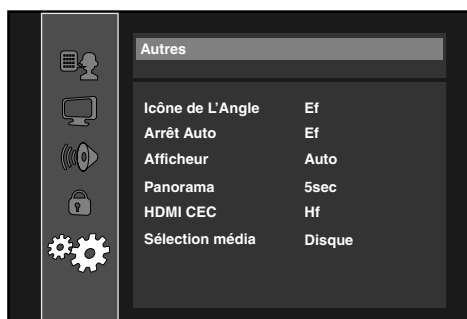 Autres
Icône de L'Angle Ef
Arrêt Auto Ef
Afficheur Auto
Panorama 5sec
HDMI CEC Hf
Sélection média Disque